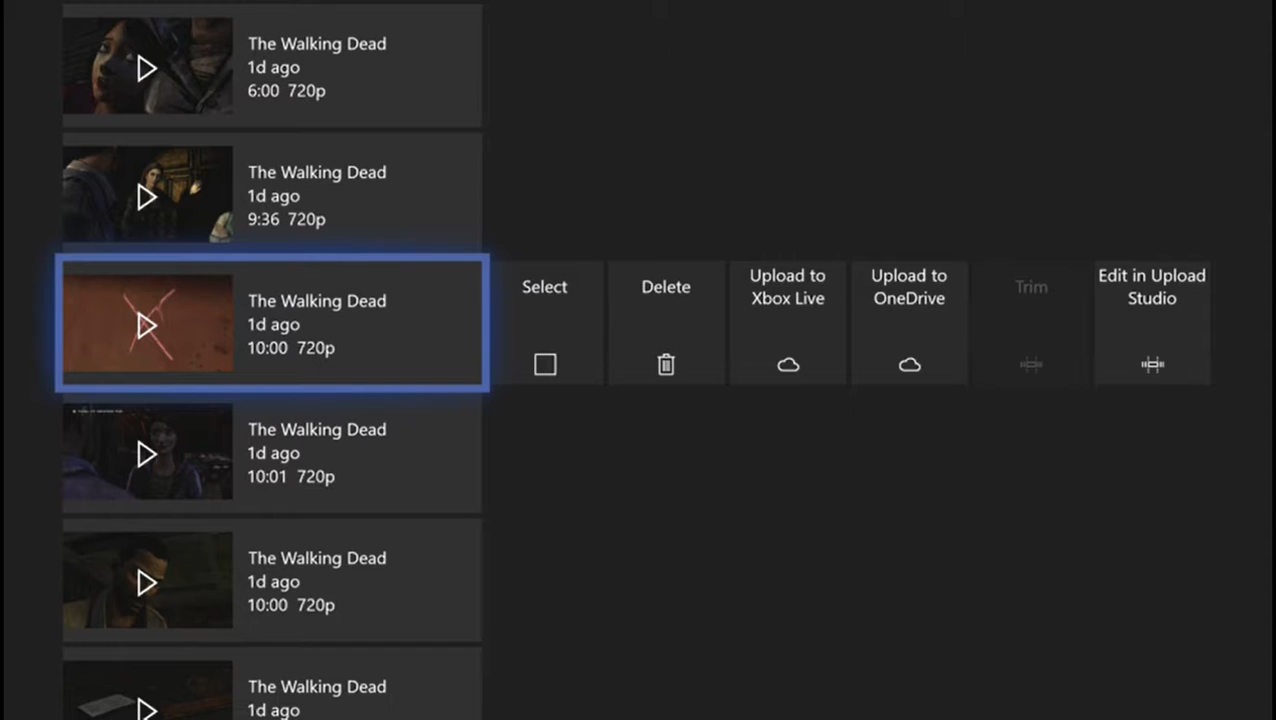 The Walking Dead
1d ago
6:00 720p
The Walking Dead
1d ago
9:36 720p
The Walking Dead
1d ago
10:00 720p
Select
Delete
Upload to
Xbox Live
Upload to
OneDrive
Trim
Edit in Upload
Studio
The Walking Dead
1d ago
10:01 720p
The Walking Dead
1d ago
10:00 720p
The Walking Dead
1d ago